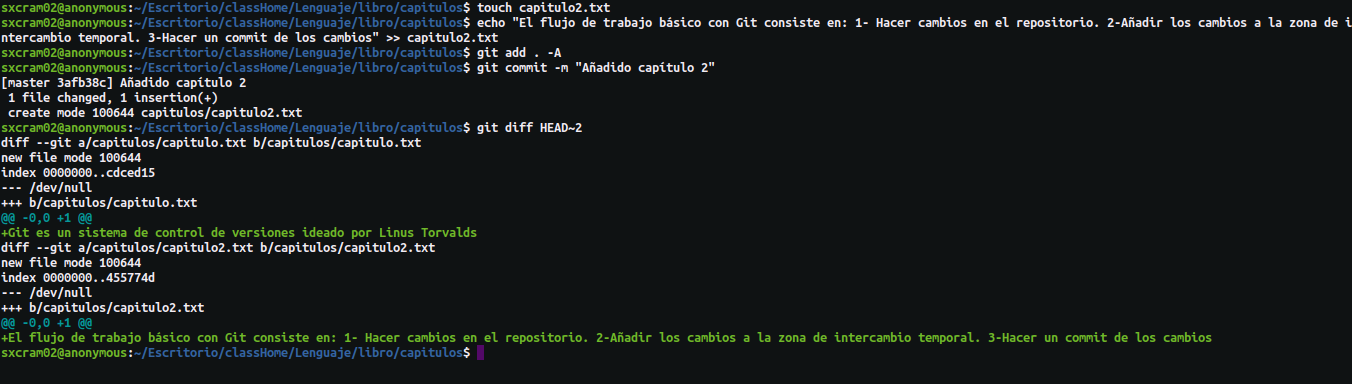 sxcram02@anonymous:~/Escritorio/classHome/Lenguaje/libro/capitulos$ touch capitulo2.txt
sxcram02@anonymous:~/Escritorio/classHome/Lenguaje/libro/capitulos$ echo "El flujo de trabajo básico con Git consiste en: 1- Hacer cambios en el repositorio. 2-Añadir los cambios a la zona de i
ntercambio temporal. 3-Hacer un commit de los cambios" >> capitulo2.txt
sxcram02@anonymous:~/Escritorio/classHome/Lenguaje/libro/capitulos$ git add . -A
sxcram02@anonymous:~/Escritorio/classHome/Lenguaje/libro/capitulos$ git commit -m "Añadido capítulo 2"
[master 3afb38c] Añadido capítulo 2
 1 file changed, 1 insertion(+)
 create mode 100644 capitulos/capitulo2.txt
sxcram02@anonymous:~/Escritorio/classHome/Lenguaje/libro/capitulos$ git diff HEAD~2
diff --git a/capitulos/capitulo.txt b/capitulos/capitulo.txt
new file mode 100644
index 0000000..cdced15
--- /dev/null
+++ b/capitulos/capitulo.txt
@@ -0,0 +1 @@
+Git es un sistema de control de versiones ideado por Linus Torvalds
diff --git a/capitulos/capitulo2.txt b/capitulos/capitulo2.txt
new file mode 100644
index 0000000..455774d
--- /dev/null
+++ b/capitulos/capitulo2.txt
@@ -0,0 +1 @@
+El flujo de trabajo básico con Git consiste en: 1- Hacer cambios en el repositorio. 2-Añadir los cambios a la zona de intercambio temporal. 3-Hacer un commit de los cambios
sxcram02@anonymous:~/Escritorio/classHome/Lenguaje/libro/capitulos$